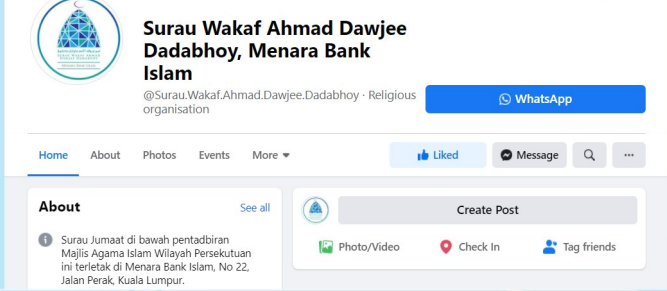 Surau Wakaf Ahmad Dawjee
Dadabhoy, Menara Bank
Islam
@Surau.Wakaf.Ahmad.Dawjee.Dadabhoy · Religious
organisation
WhatsApp
Home About Photos Events More
Liked Message
About See all
Surau Jumaat di bawah pentadbiran
Majlis Agama Islam Wilayah Persekutuan
ini terletak di Menara Bank Islam, No 22,
Jalan Perak, Kuala Lumpur.
Create Post
Photo/Video Check In Tag friends